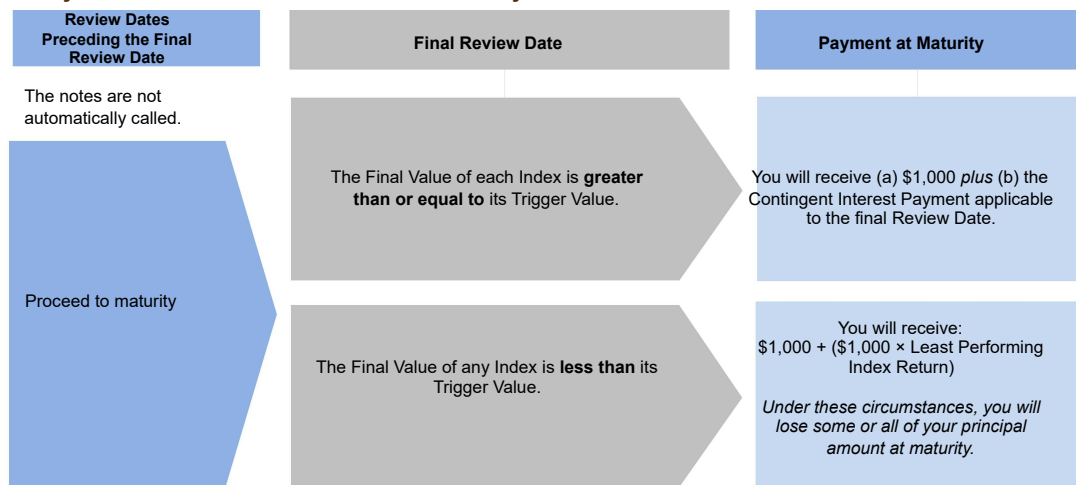 Review Dates
Preceding the Final
Review Date
Final Review Date
Payment at Maturity
The notes are not
automatically called.
Proceed to maturity
The Final Value of each Index is greater
than or equal to its Trigger Value.
You will receive (a) $1,000 plus (b) the
Contingent Interest Payment applicable
to the final Review Date.
The Final Value of any Index is less than its
Trigger Value.
You will receive:
$1,000 + ($1,000 × Least Performing
Index Return)
Under these circumstances, you will
lose some or all of your principal
amount at maturity.